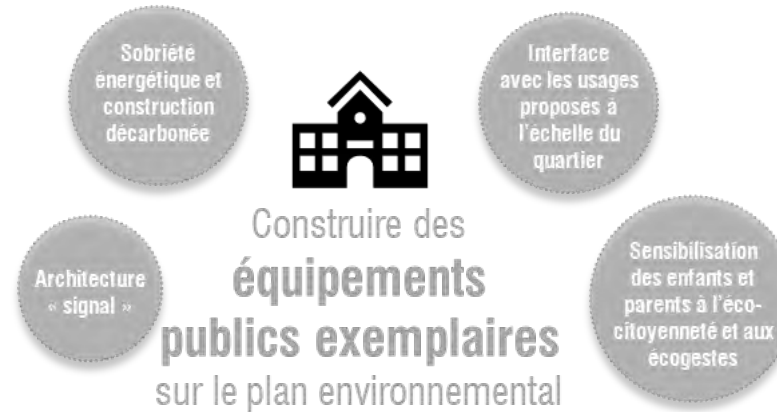 Sobriété
énergétique et
construction
décarbonée
Interface
avec les usages
proposés à
l'échelle du
quartier
Architecture
« signal »
Construire des
équipements
publics exemplaires
sur le plan environnemental
Sensibilisation
des enfants et
parents à l'éco-
citoyenneté et aux
écogestes